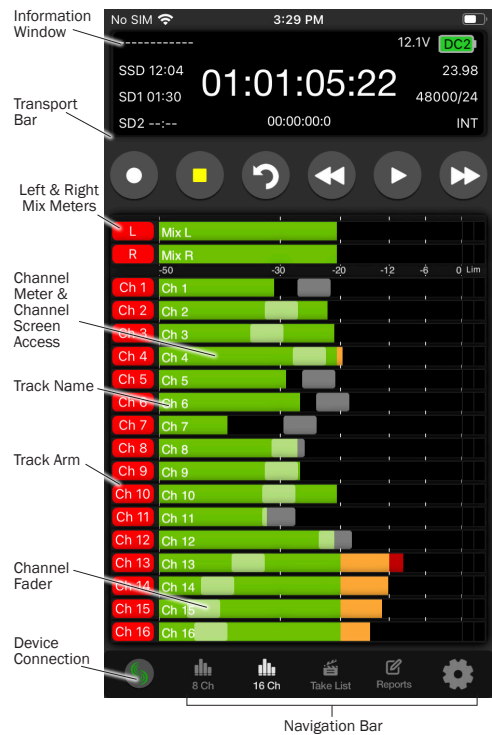 Information
Window
No SIM 3:29 PM
-----------
12.1V DC2
SSD 12:04
SD1 01:30
SD2 --:--
01:01:05:22
00:00:00:0
23.98
48000/24
INT
Transport
Bar
Left & Right
Mix Meters
L Mix L
R Mix R
-50 -30 -20 -12 -6 0 Lim
Channel
Meter &
Channel
Screen
Access
Track Name
Track Arm
Channel
Fader
Ch 1 Ch 1
Ch 2 Ch 2
Ch 3 Ch 3
Ch 4 Ch 4
Ch 5 Ch 5
Ch 6 Ch 6
Ch 7 Ch 7
Ch 8 Ch 8
Ch 9 Ch 9
Ch 10 Ch 10
Ch 11 Ch 11
Ch 12 Ch 12
Ch 13 Ch 13
Ch 14 Ch 14
Ch 15 Ch 15
Ch 16 Ch 16
Device
Connection
8 Ch 16 Ch Take List Reports
Navigation Bar